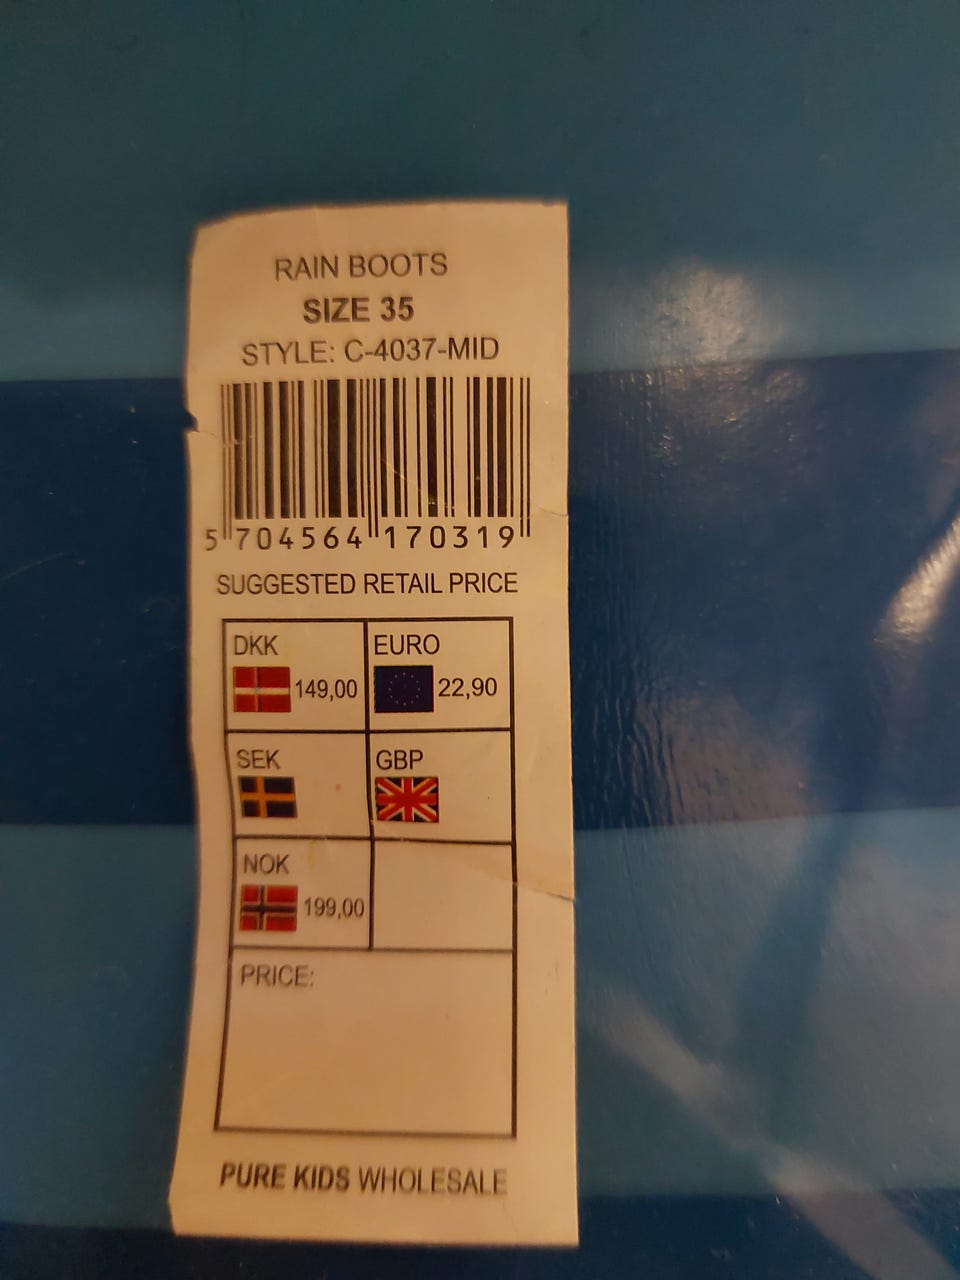 RAIN BOOTS
SIZE 35
STYLE: C-4037-MID
5 704564 170319
SUGGESTED RETAIL PRICE
DKK
149,00
EURO
22,90
SEK
GBP
NOK
199,00
PRICE:
PURE KIDS WHOLESALE